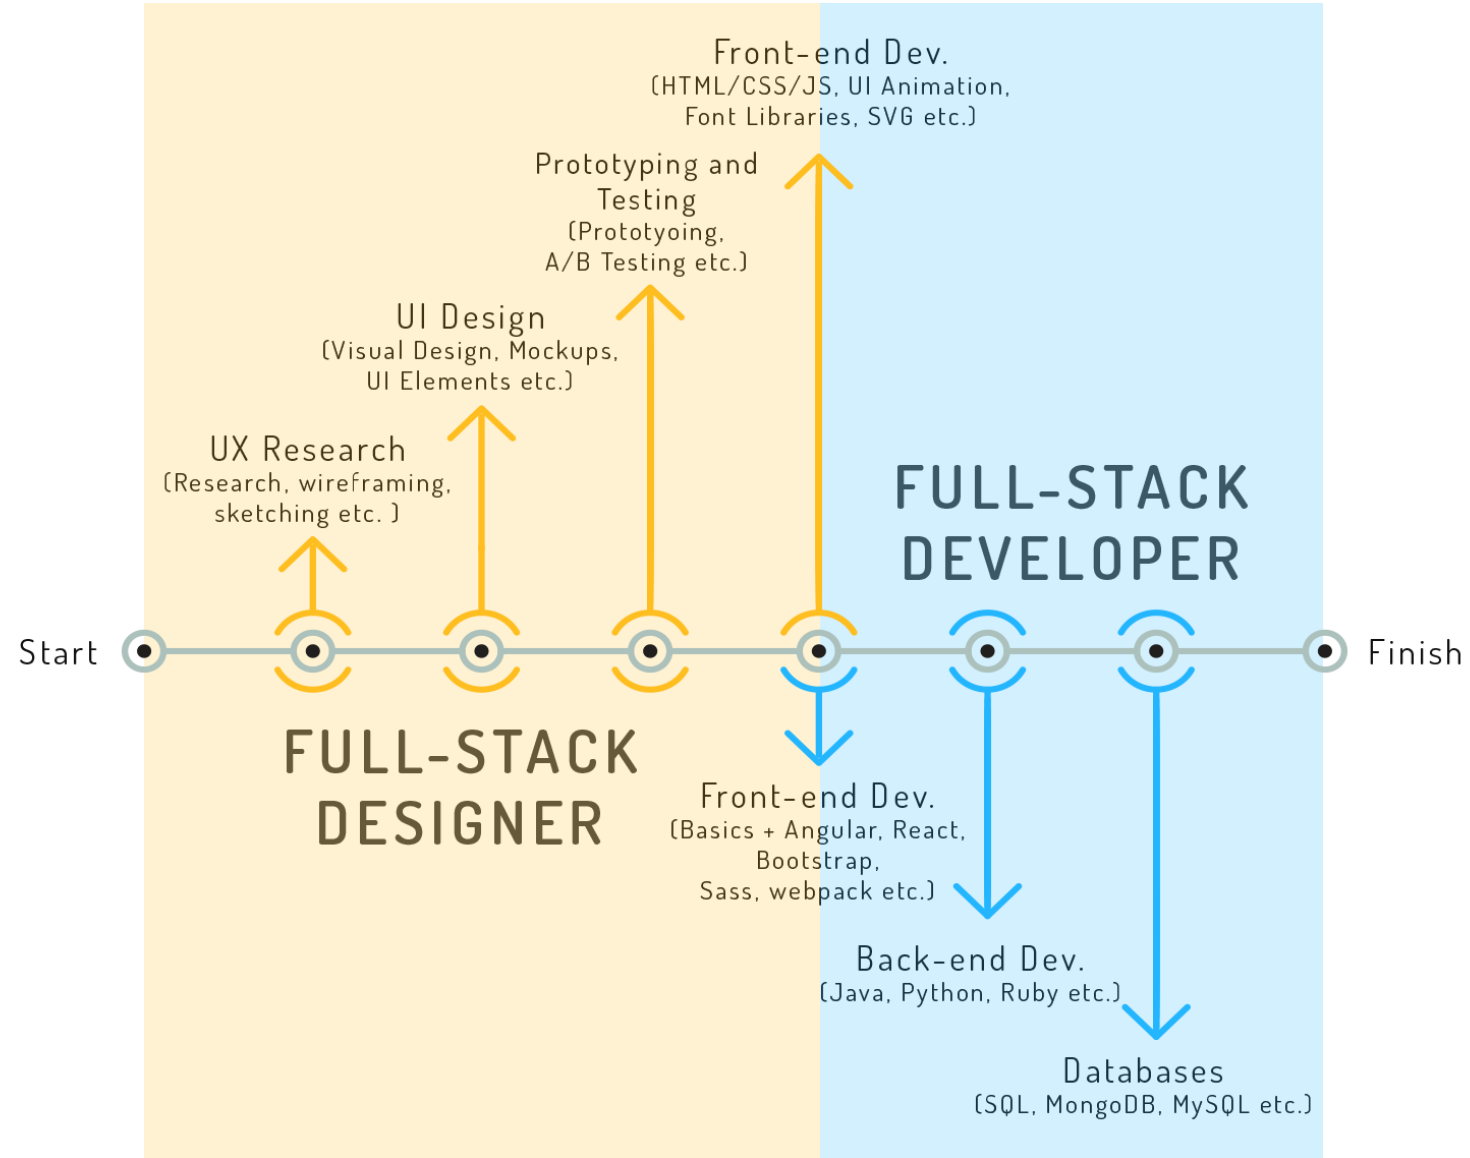 Front-end Dev.
(HTML/CSS/JS, UI Animation,
Font Libraries, SVG etc.)
Prototyping and
Testing
(Prototyoing,
A/B Testing etc.)
UI Design
(Visual Design, Mockups,
UI Elements etc.)
UX Research
(Research, wireframing,
sketching etc. )
FULL-STACK
DEVELOPER
Start
Finish
FULL-STACK
DESIGNER
Front-end Dev.
(Basics + Angular, React,
Bootstrap,
Sass, webpack etc.)
Back-end Dev.
(Java, Python, Ruby etc.)
Databases
(SQL, MongoDB, MySQL etc.)